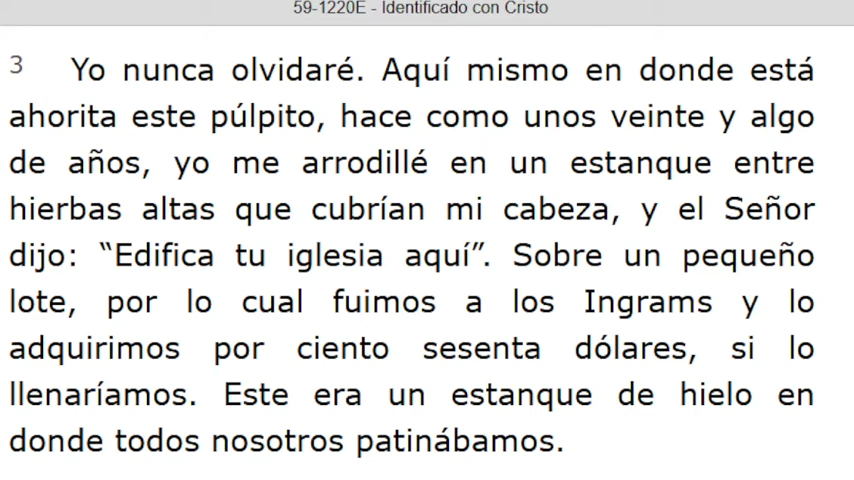 59-1220E - Identificado con Cristo
3 Yo nunca olvidaré. Aquí mismo en donde está
ahorita este púlpito, hace como unos veinte y algo
de años, yo me arrodillé en un estanque entre
hierbas altas que cubrían mi cabeza, y el Señor
dijo: “Edifica tu iglesia aquí”. Sobre un pequeño
lote, por lo cual fuimos a los Ingrams y lo
adquirimos por ciento sesenta dólares, si lo
llenaríamos. Este era un estanque de hielo en
donde todos nosotros patinábamos.